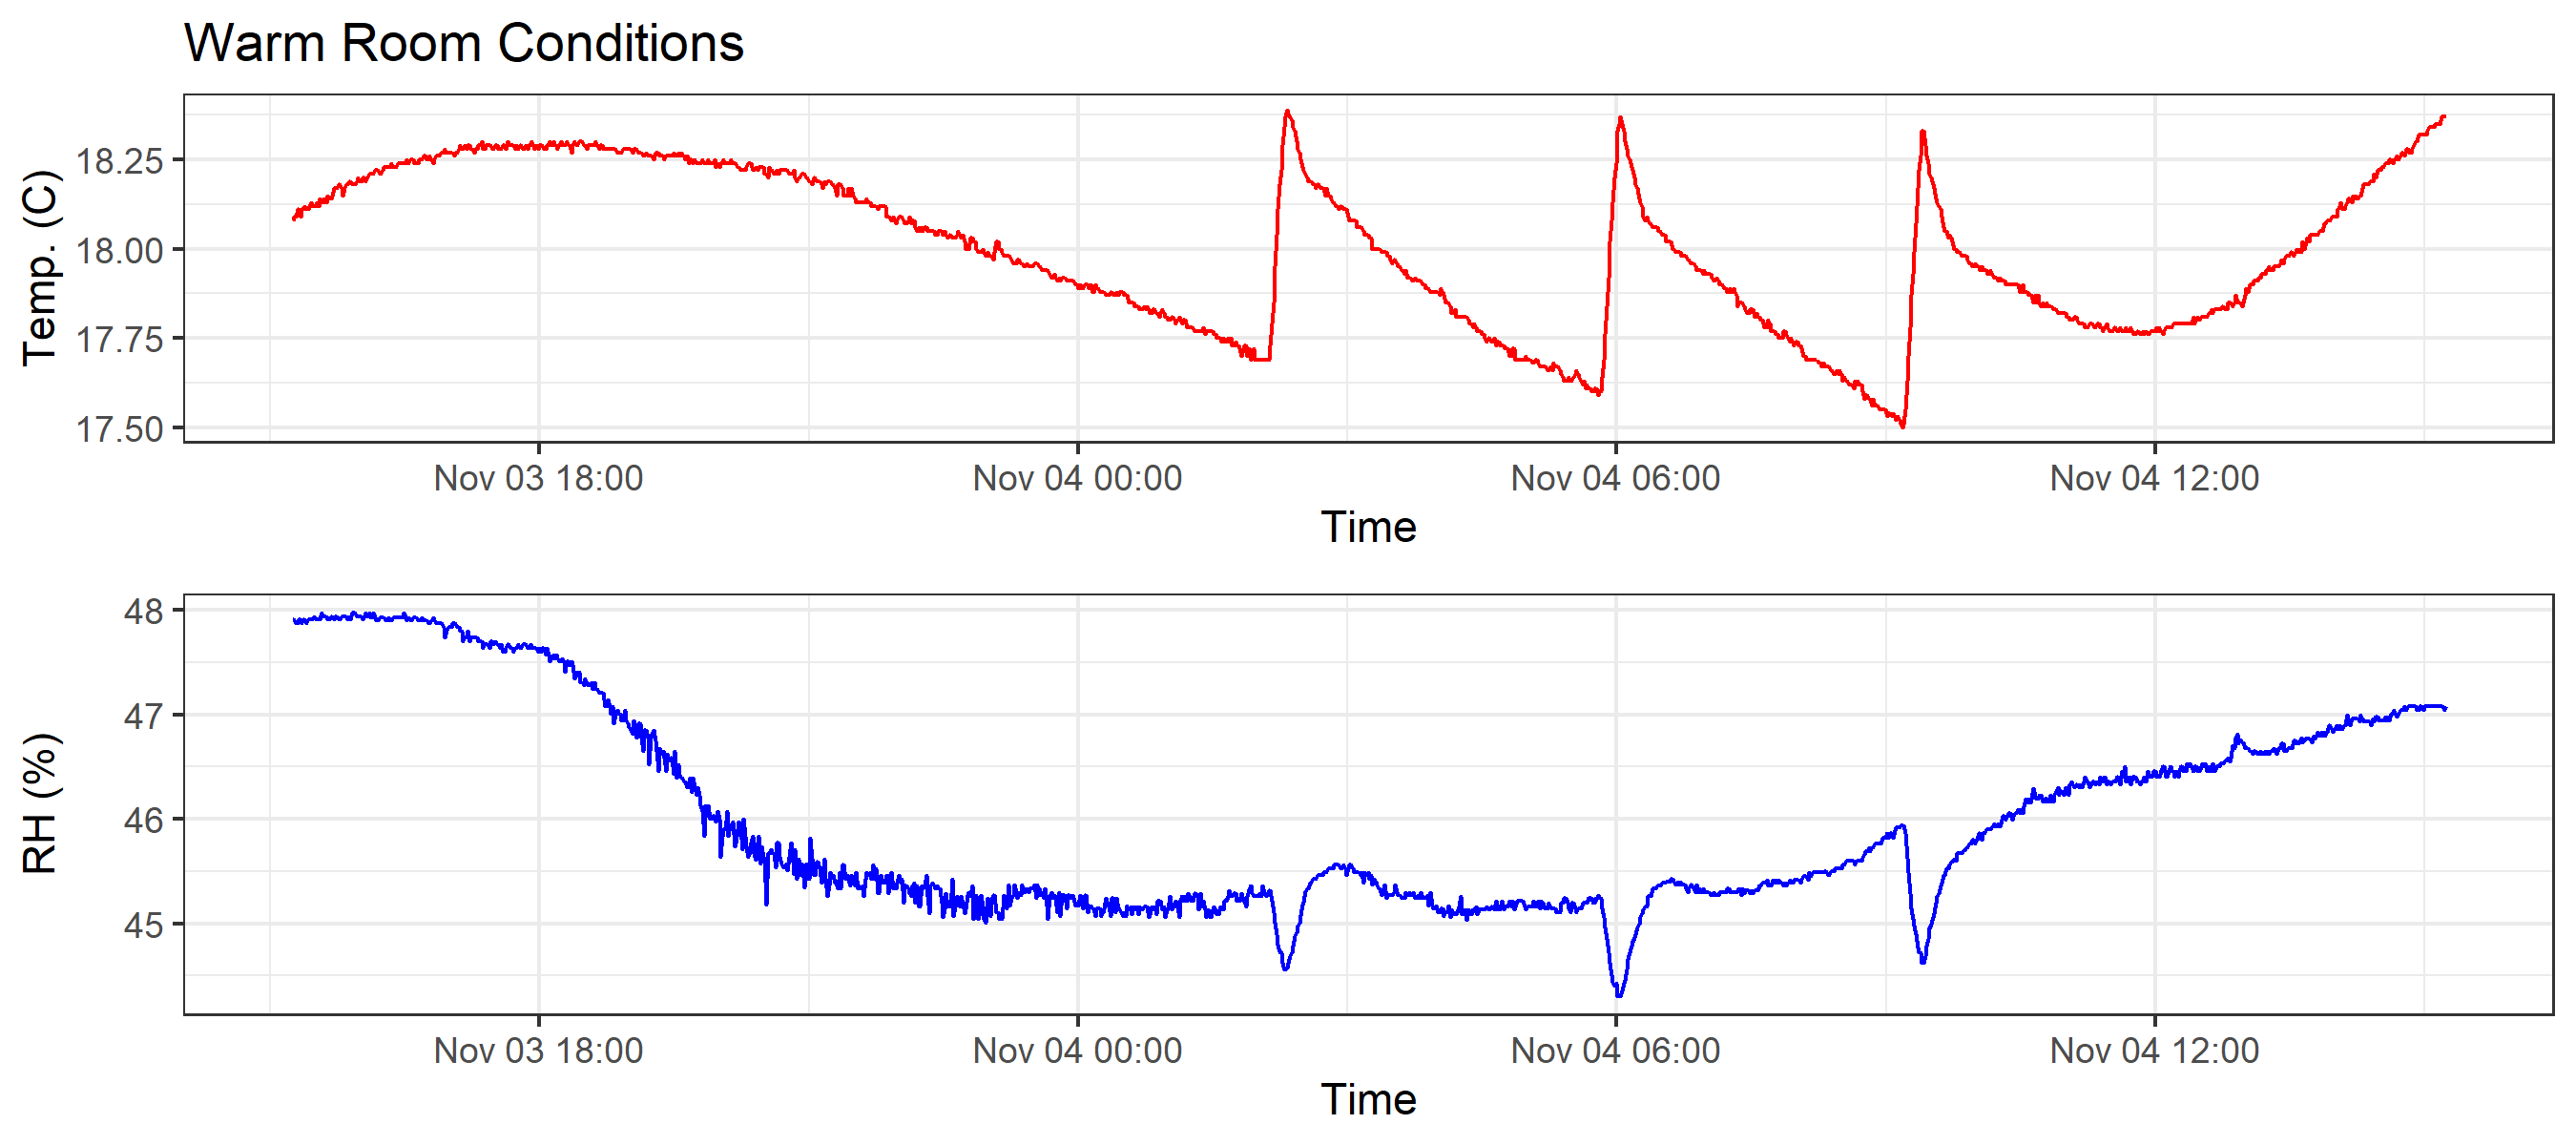 Warm Room Conditions
Temp. (C)
18.25
18.00
17.75
17.50
Nov 03 18:00 Nov 04 00:00 Nov 04 06:00 Nov 04 12:00
Time
RH (%)
48
47
46
45
Nov 03 18:00 Nov 04 00:00 Nov 04 06:00 Nov 04 12:00
Time